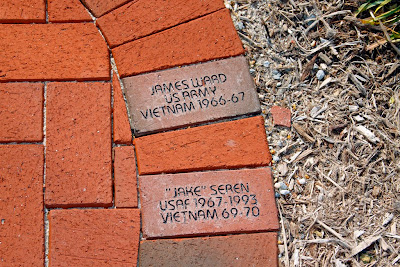 JAMES WARD
US ARMY
VIETNAM 1966-67
"JAKE" SEREN
USAF 1967-1993
VIETNAM 69-70